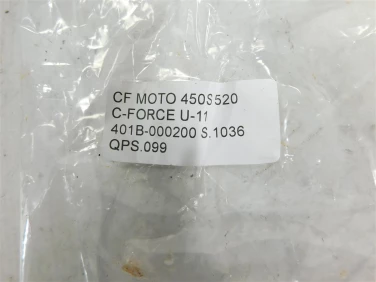 CF MOTO 450S520
C-FORCE U-11
401B-000200 S.1036
QPS.099